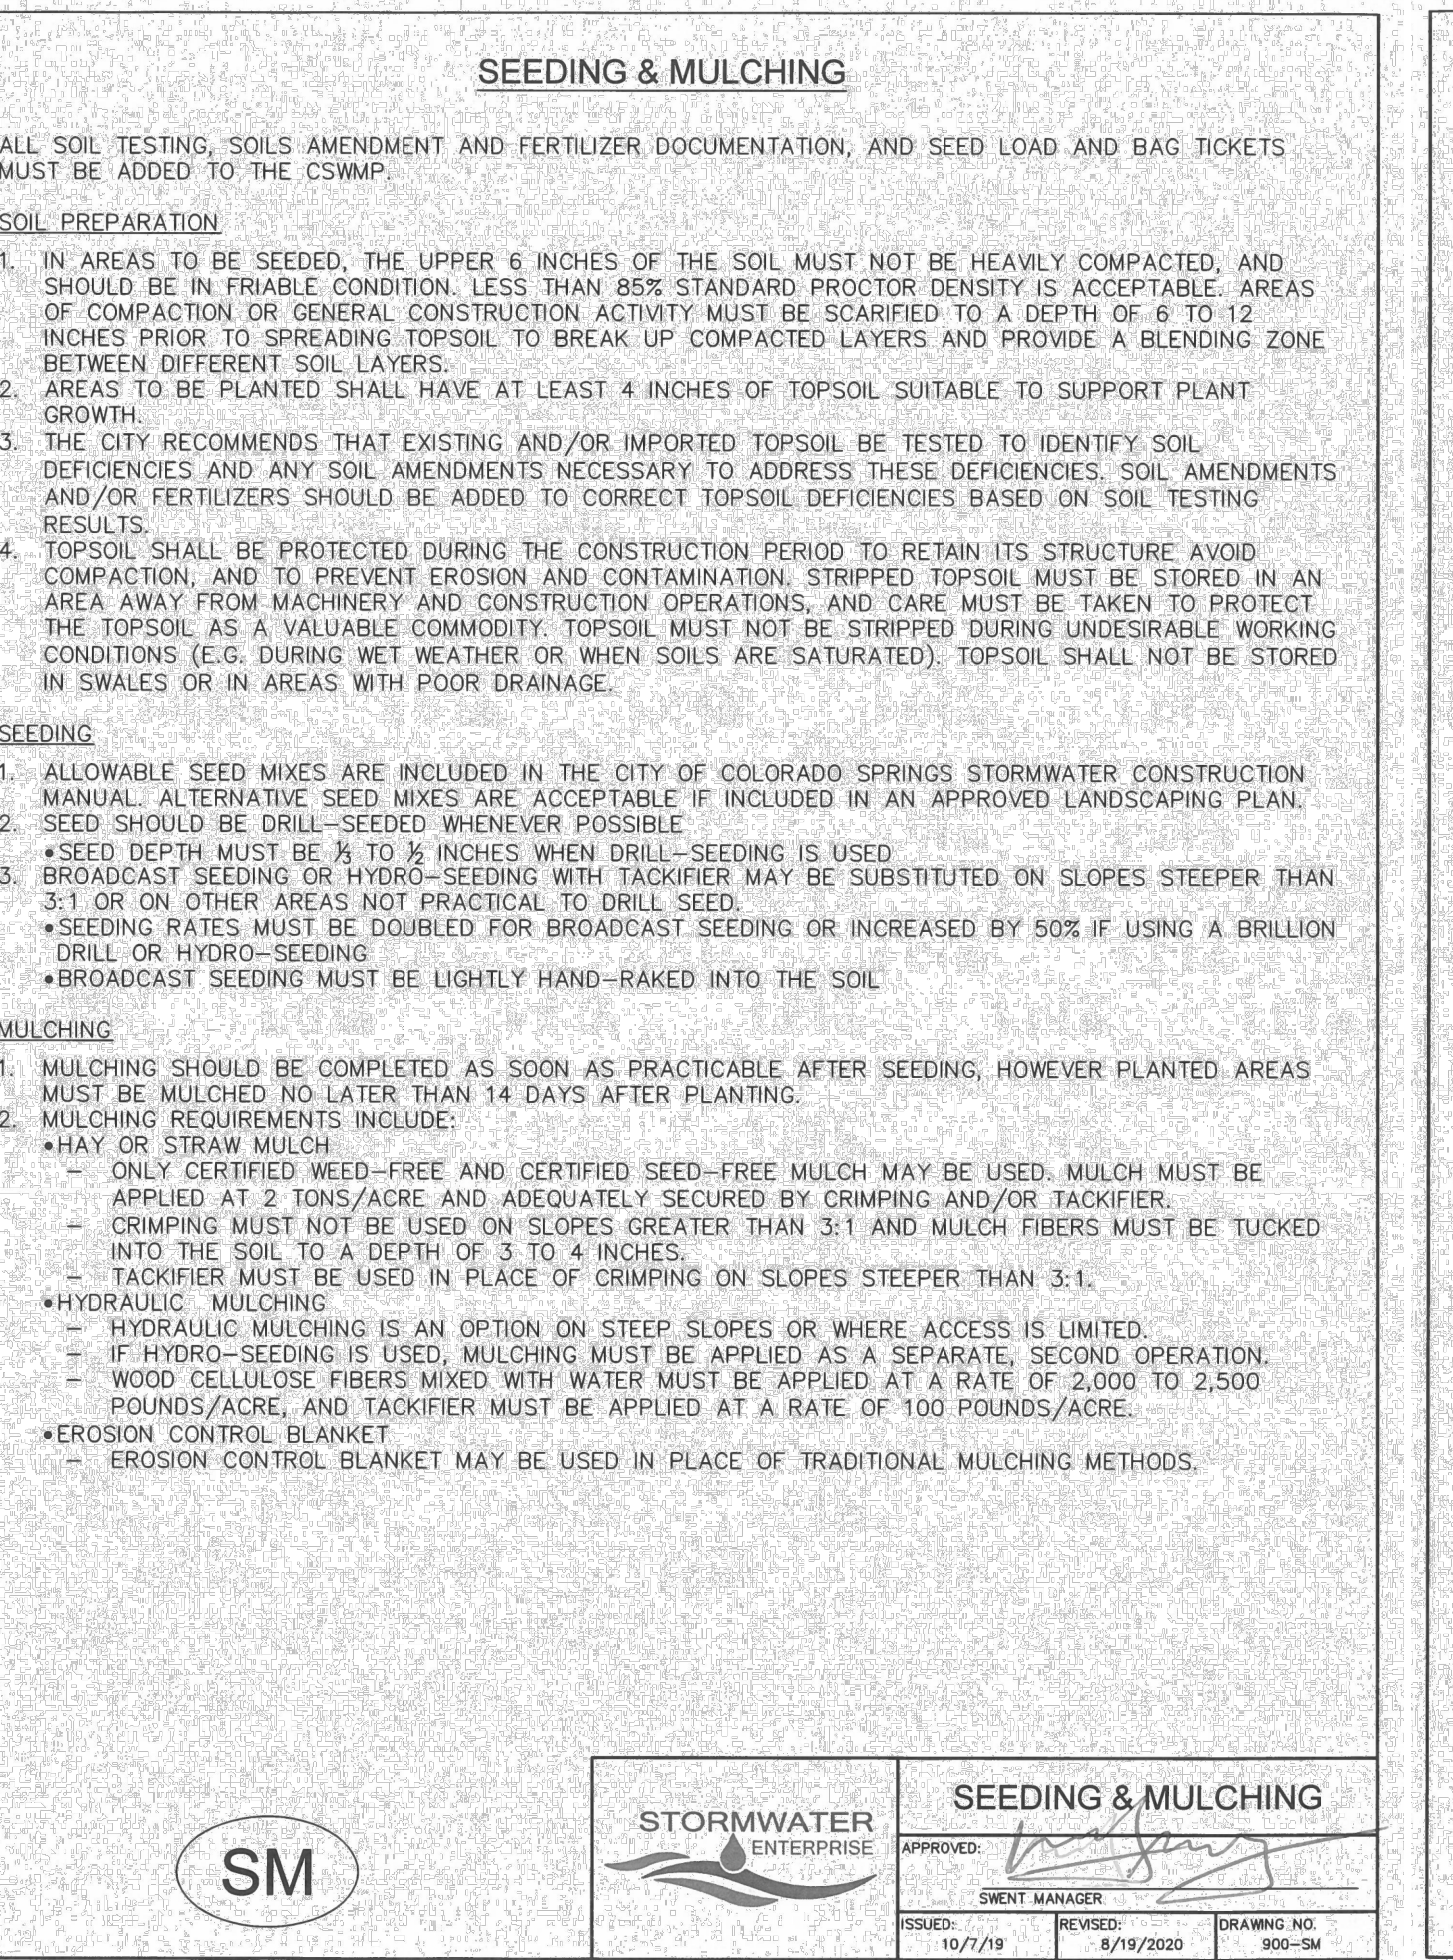 SEEDING & MULCHING
ALL SOIL TESTING, SOILS AMENDMENT AND FERTILIZER DOCUMENTATION, AND SEED LOAD AND BAG TICKETS
MUST BE ADDED TO THE CSWMP.
SOIL PREPARATION
1. IN AREAS TO BE SEEDED, THE UPPER 6 INCHES OF THE SOIL MUST NOT BE HEAVILY COMPACTED, AND
SHOULD BE IN FRIABLE CONDITION. LESS THAN 85% STANDARD PROCTOR DENSITY IS ACCEPTABLE. AREAS
OF COMPACTION OR GENERAL CONSTRUCTION ACTIVITY MUST BE SCARIFIED TO A DEPTH OF 6 TO 12
INCHES PRIOR TO SPREADING TOPSOIL TO BREAK UP COMPACTED LAYERS AND PROVIDE A BLENDING ZONE
BETWEEN DIFFERENT SOIL LAYERS.
2. AREAS TO BE PLANTED SHALL HAVE AT LEAST 4 INCHES OF TOPSOIL SUITABLE TO SUPPORT PLANT
GROWTH.
3. THE CITY RECOMMENDS THAT EXISTING AND/OR IMPORTED TOPSOIL BE TESTED TO IDENTIFY SOIL
DEFICIENCIES AND ANY SOIL AMENDMENTS NECESSARY TO ADDRESS THESE DEFICIENCIES. SOIL AMENDMENTS
AND/OR FERTILIZERS SHOULD BE ADDED TO CORRECT TOPSOIL DEFICIENCIES BASED ON SOIL TESTING
RESULTS.
4. TOPSOIL SHALL BE PROTECTED DURING THE CONSTRUCTION PERIOD TO RETAIN ITS STRUCTURE AVOID
COMPACTION, AND TO PREVENT EROSION AND CONTAMINATION. STRIPPED TOPSOIL MUST BE STORED IN AN
AREA AWAY FROM MACHINERY AND CONSTRUCTION OPERATIONS, AND CARE MUST BE TAKEN TO PROTECT
THE TOPSOIL AS A VALUABLE COMMODITY. TOPSOIL MUST NOT BE STRIPPED DURING UNDESIRABLE WORKING
CONDITIONS (E.G. DURING WET WEATHER OR WHEN SOILS ARE SATURATED). TOPSOIL SHALL NOT BE STORED
IN SWALES OR IN AREAS WITH POOR DRAINAGE.
SEEDING
1. ALLOWABLE SEED MIXES ARE INCLUDED IN THE CITY OF COLORADO SPRINGS STORMWATER CONSTRUCTION
MANUAL. ALTERNATIVE SEED MIXES ARE ACCEPTABLE IF INCLUDED IN AN APPROVED LANDSCAPING PLAN.
2. SEED SHOULD BE DRILL–SEEDED WHENEVER POSSIBLE
•SEED DEPTH MUST BE ⅓ TO ½ INCHES WHEN DRILL–SEEDING IS USED
3. BROADCAST SEEDING OR HYDRO–SEEDING WITH TACKIFIER MAY BE SUBSTITUTED ON SLOPES STEEPER THAN
3:1 OR ON OTHER AREAS NOT PRACTICAL TO DRILL SEED.
•SEEDING RATES MUST BE DOUBLED FOR BROADCAST SEEDING OR INCREASED BY 50% IF USING A BRILLION
DRILL OR HYDRO–SEEDING
•BROADCAST SEEDING MUST BE LIGHTLY HAND–RAKED INTO THE SOIL
MULCHING
1. MULCHING SHOULD BE COMPLETED AS SOON AS PRACTICABLE AFTER SEEDING, HOWEVER PLANTED AREAS
MUST BE MULCHED NO LATER THAN 14 DAYS AFTER PLANTING.
2. MULCHING REQUIREMENTS INCLUDE:
•HAY OR STRAW MULCH
– ONLY CERTIFIED WEED–FREE AND CERTIFIED SEED–FREE MULCH MAY BE USED. MULCH MUST BE
APPLIED AT 2 TONS/ACRE AND ADEQUATELY SECURED BY CRIMPING AND/OR TACKIFIER.
– CRIMPING MUST NOT BE USED ON SLOPES GREATER THAN 3:1 AND MULCH FIBERS MUST BE TUCKED
INTO THE SOIL TO A DEPTH OF 3 TO 4 INCHES.
– TACKIFIER MUST BE USED IN PLACE OF CRIMPING ON SLOPES STEEPER THAN 3:1.
•HYDRAULIC MULCHING
– HYDRAULIC MULCHING IS AN OPTION ON STEEP SLOPES OR WHERE ACCESS IS LIMITED.
– IF HYDRO–SEEDING IS USED, MULCHING MUST BE APPLIED AS A SEPARATE, SECOND OPERATION.
– WOOD CELLULOSE FIBERS MIXED WITH WATER MUST BE APPLIED AT A RATE OF 2,000 TO 2,500
POUNDS/ACRE, AND TACKIFIER MUST BE APPLIED AT A RATE OF 100 POUNDS/ACRE.
•EROSION CONTROL BLANKET
– EROSION CONTROL BLANKET MAY BE USED IN PLACE OF TRADITIONAL MULCHING METHODS.
SM
STORMWATER
ENTERPRISE
SEEDING & MULCHING
APPROVED:
SWENT MANAGER
ISSUED:
10/7/19
REVISED:
8/19/2020
DRAWING NO.
900–SM